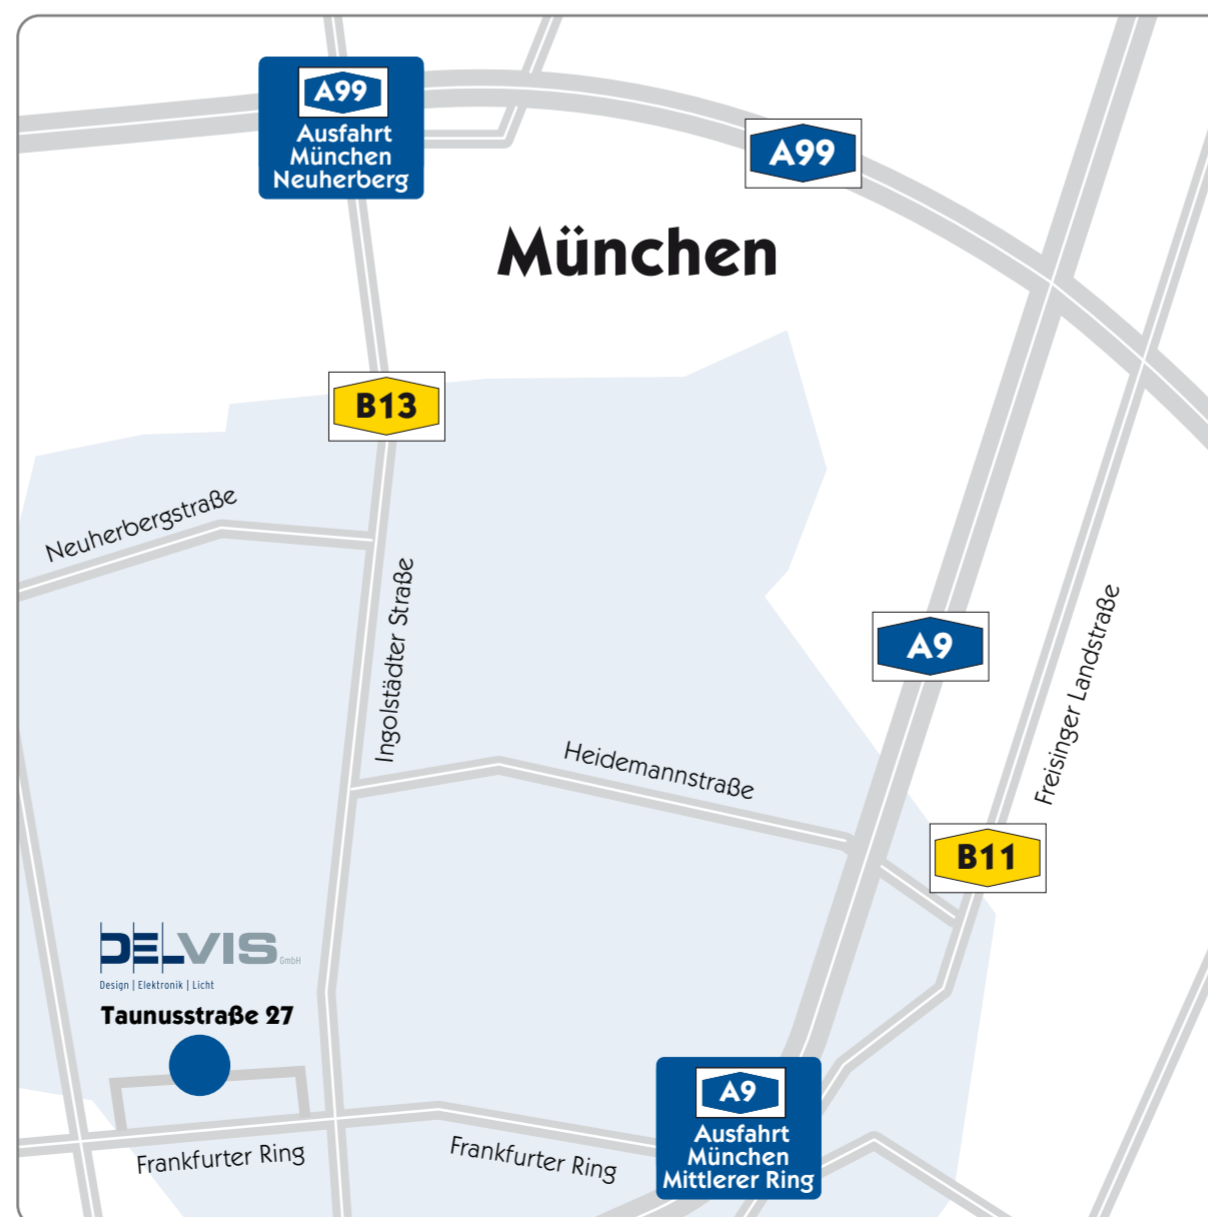 A99
Ausfahrt
München
Neuherberg
A99
München
B13
Neuherbergstraße
Ingolstädter Straße
A9
Freisinger Landstraße
Heidemannstraße
B11
DELVIS GmbH
Design | Elektronik | Licht
Taunusstraße 27
A9
Ausfahrt
München
Mittlerer Ring
Frankfurter Ring
Frankfurter Ring